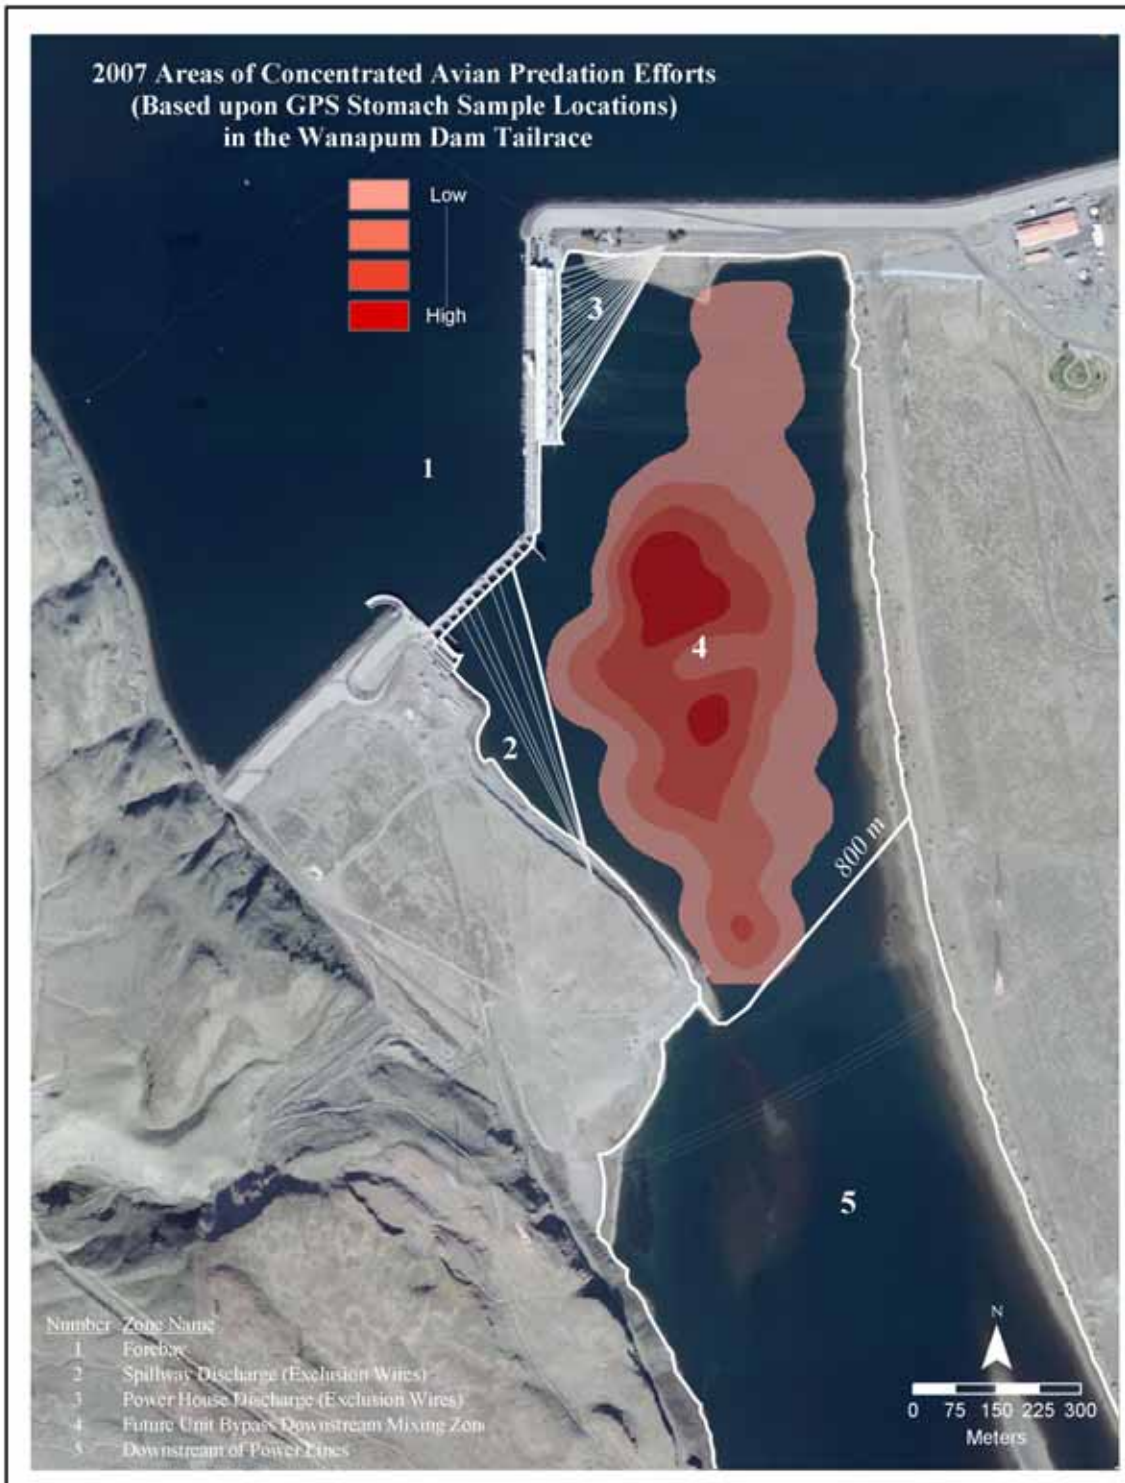 2007 Areas of Concentrated Avian Predation Efforts
(Based upon GPS Stomach Sample Locations)
in the Wanapum Dam Tailrace
Low
High
3
1
4
2
800 m
5
N
0 75 150 225 300
Meters
Number Zone Name
1 Forebay
2 Spillway Discharge (Exclusion Wires)
3 Power House Discharge (Exclusion Wires)
4 Future Unit Bypass Downstream Mixing Zone
5 Downstream of Power Lines